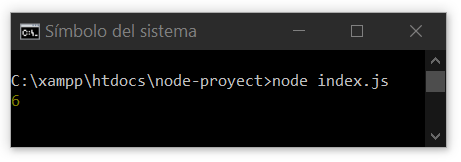 Símbolo del sistema
C:\xampp\htdocs\node-proyect>node index.js
6